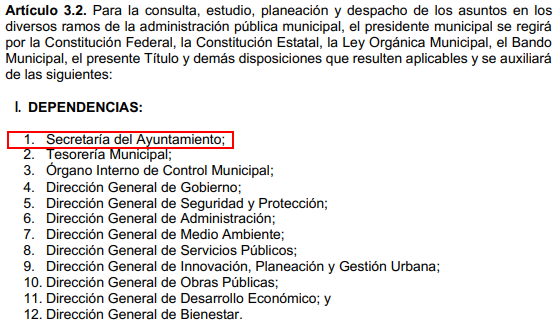 Artículo 3.2. Para la consulta, estudio, planeación y despacho de los asuntos en los
diversos ramos de la administración pública municipal, el presidente municipal se regirá
por la Constitución Federal, la Constitución Estatal, la Ley Orgánica Municipal, el Bando
Municipal, el presente Título y demás disposiciones que resulten aplicables y se auxiliará
de las siguientes:
I. DEPENDENCIAS:
1. Secretaría del Ayuntamiento;
2. Tesorería Municipal;
3. Órgano Interno de Control Municipal;
4. Dirección General de Gobierno;
5. Dirección General de Seguridad y Protección;
6. Dirección General de Administración;
7. Dirección General de Medio Ambiente;
8. Dirección General de Servicios Públicos;
9. Dirección General de Innovación, Planeación y Gestión Urbana;
10. Dirección General de Obras Públicas;
11. Dirección General de Desarrollo Económico; y
12. Dirección General de Bienestar.